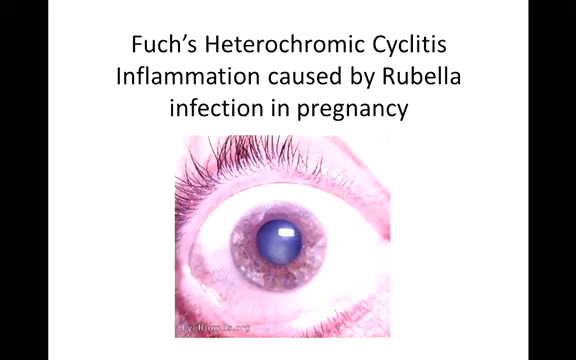 Fuch's Heterochromic Cyclitis
Inflammation caused by Rubella
infection in pregnancy
EyeRounds.org